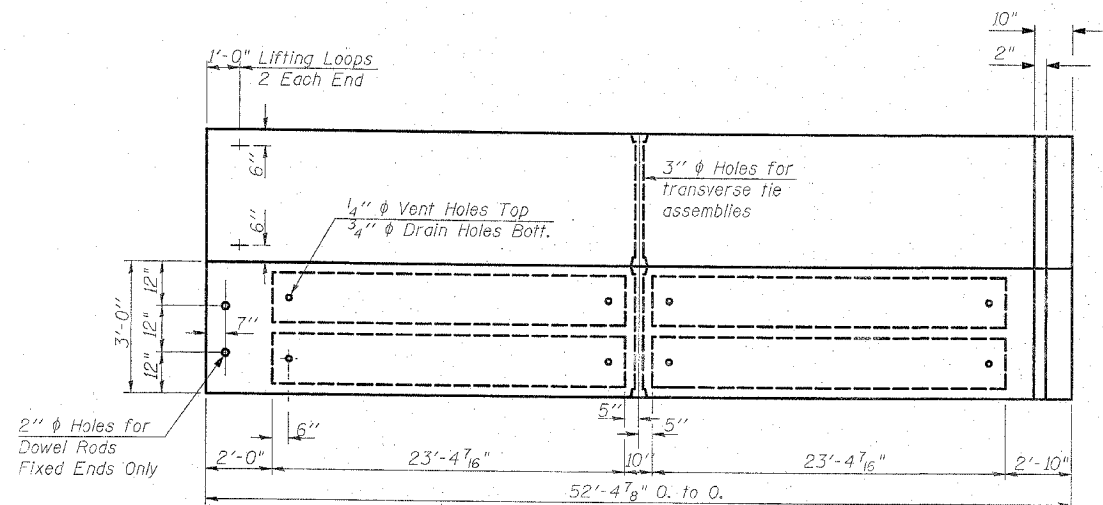 10"
2"
1'-0" Lifting Loops
2 Each End
6"
6"
3" ϕ Holes for
transverse tie
assemblies
1/4" ϕ Vent Holes Top
3/4" ϕ Drain Holes Bott.
3'-0"
12"
12"
12"
7"
2" ϕ Holes for
Dowel Rods
Fixed Ends Only
6"
5"
5"
2'-0"
23'-4 7/16"
10"
23'-4 7/16"
2'-10"
52'-4 7/8" O. to O.